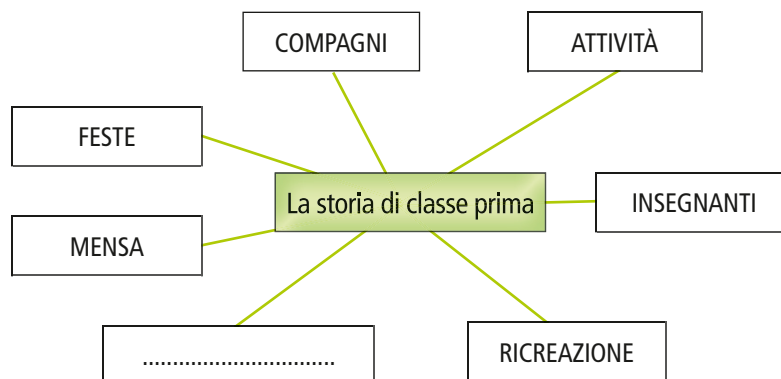 COMPAGNI
ATTIVITÀ
FESTE
La storia di classe prima
INSEGNANTI
MENSA
................................
RICREAZIONE